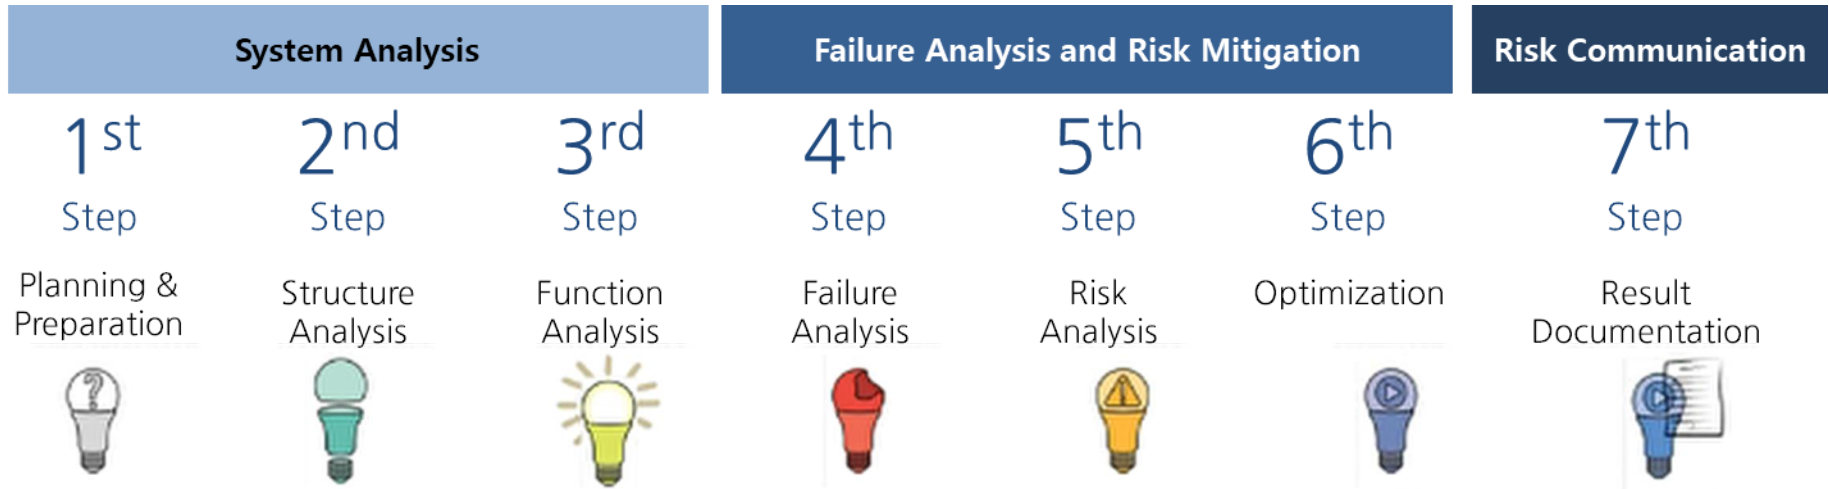 System Analysis
Failure Analysis and Risk Mitigation
Risk Communication
1st
Step
Planning &
Preparation
2nd
Step
Structure
Analysis
3rd
Step
Function
Analysis
4th
Step
Failure
Analysis
5th
Step
Risk
Analysis
6th
Step
Optimization
7th
Step
Result
Documentation
?